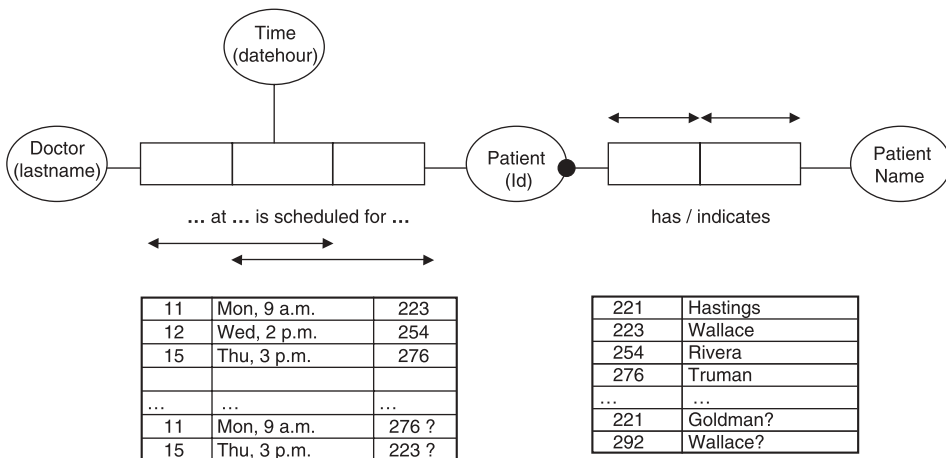 Time
(datehour)
Doctor
(lastname)
Patient
(Id)
Patient
Name
... at ... is scheduled for ...
has / indicates
11 Mon, 9 a.m. 223
12 Wed, 2 p.m. 254
15 Thu, 3 p.m. 276
... ... ...
11 Mon, 9 a.m. 276 ?
15 Thu, 3 p.m. 223 ?
221 Hastings
223 Wallace
254 Rivera
276 Truman
... ...
221 Goldman?
292 Wallace?